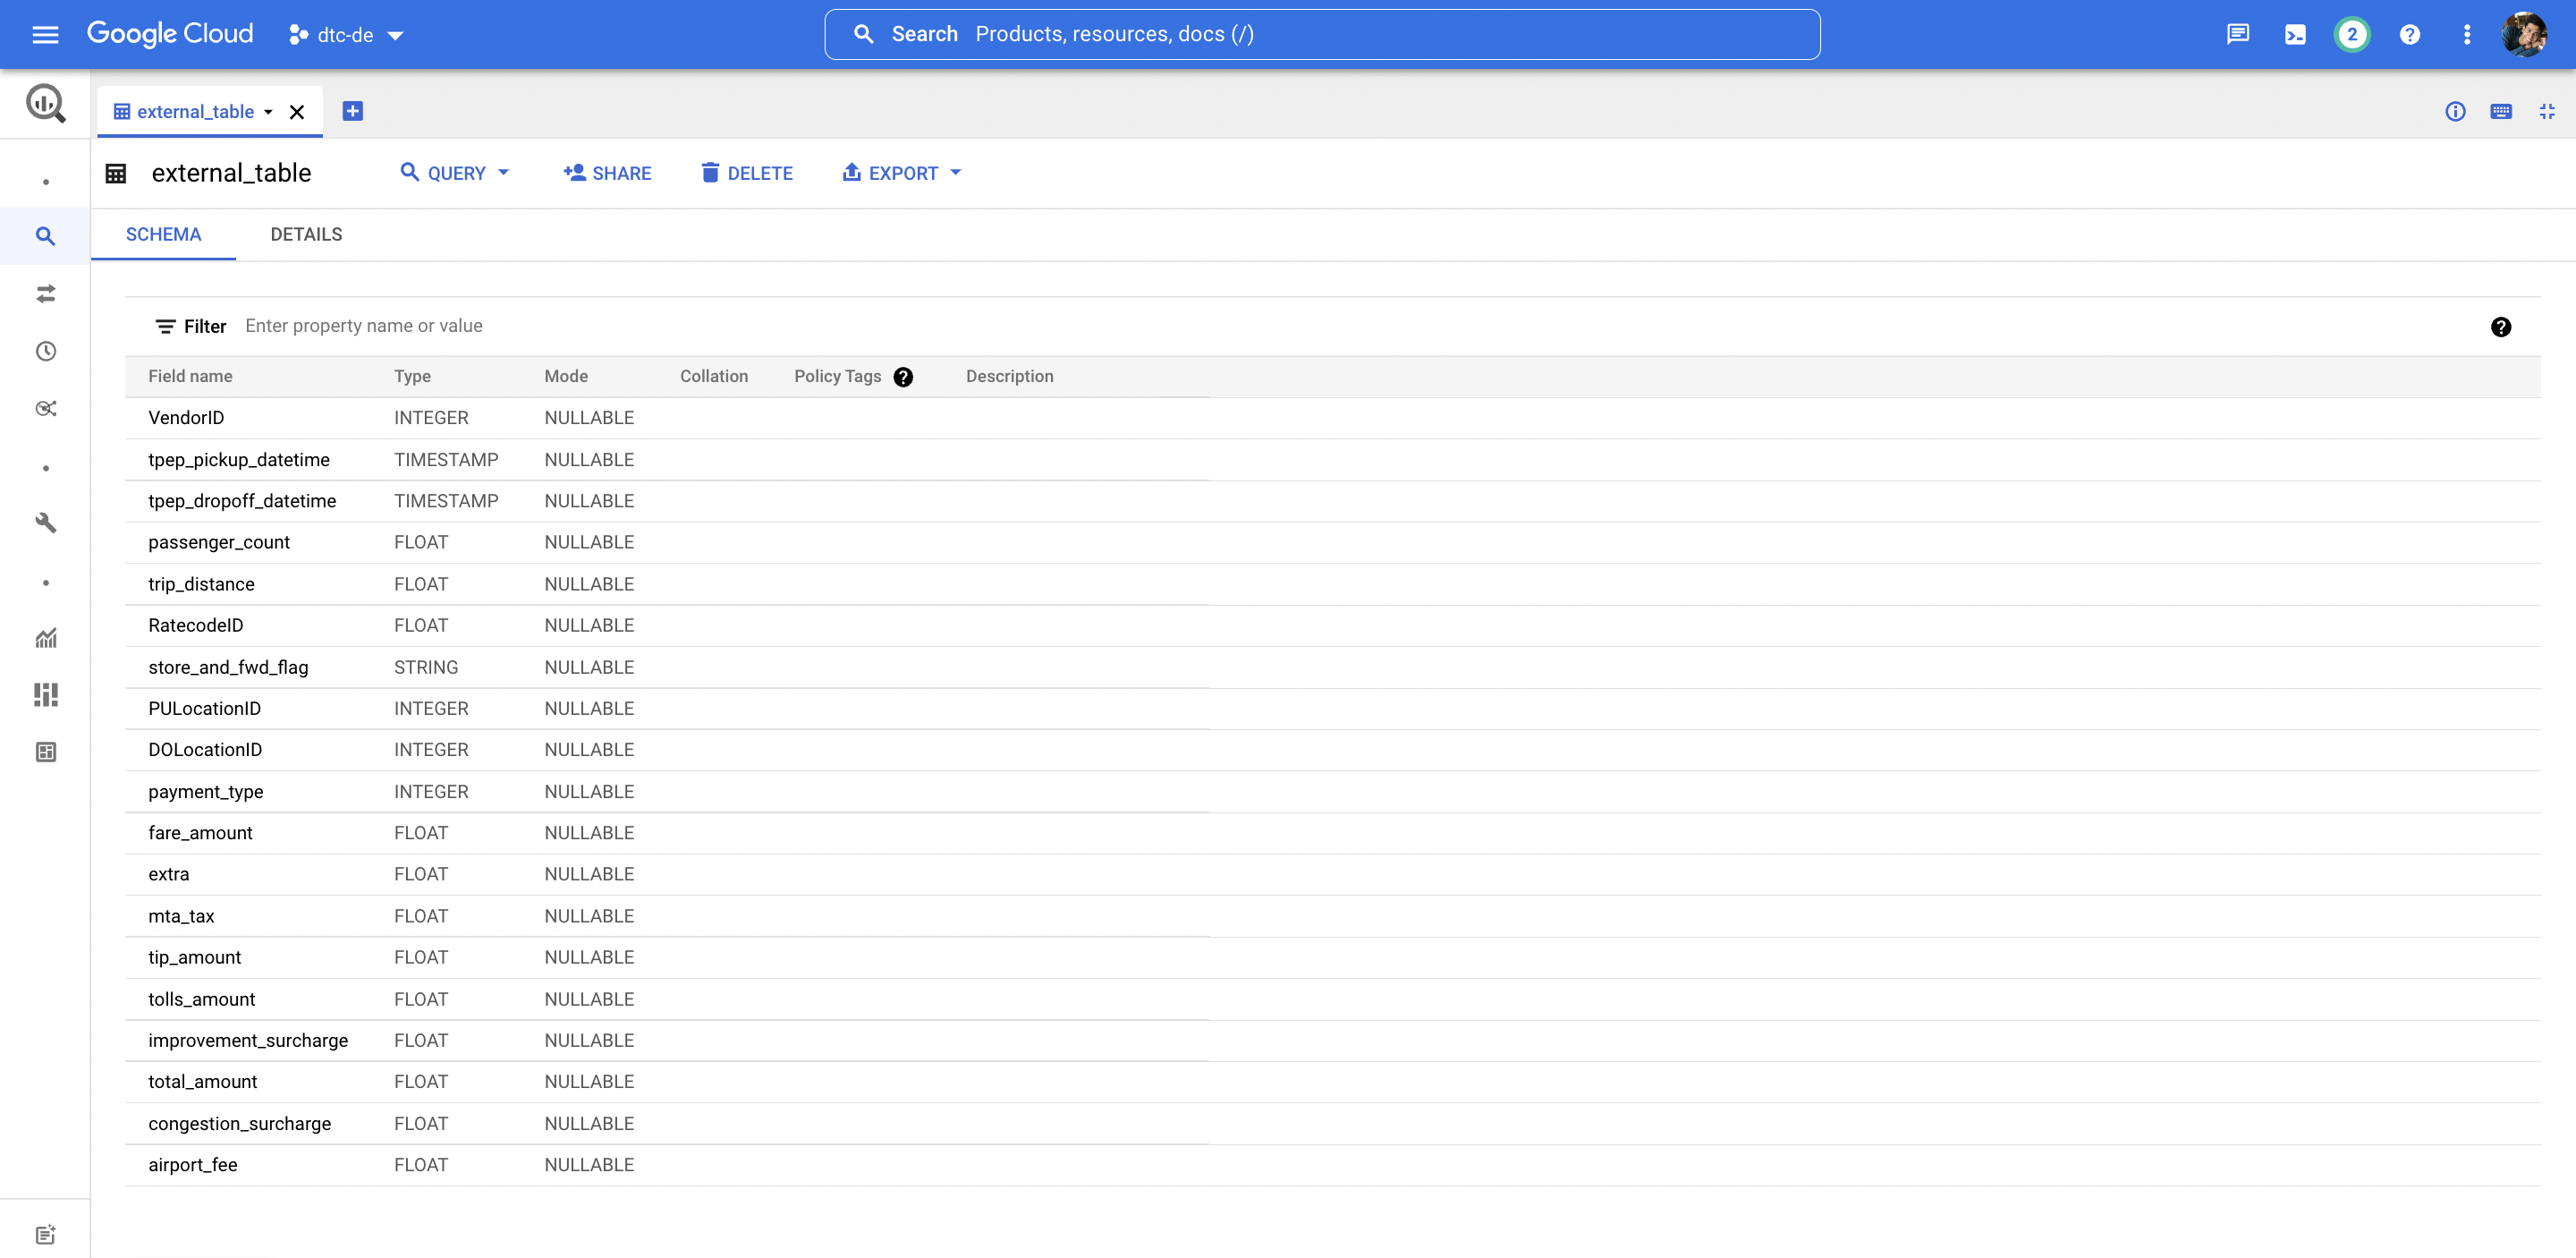 Google Cloud dtc-de Search Products, resources, docs (/) 2
external_table
external_table QUERY SHARE DELETE EXPORT
SCHEMA DETAILS
Filter Enter property name or value
Field name Type Mode Collation Policy Tags Description
VendorID INTEGER NULLABLE
tpep_pickup_datetime TIMESTAMP NULLABLE
tpep_dropoff_datetime TIMESTAMP NULLABLE
passenger_count FLOAT NULLABLE
trip_distance FLOAT NULLABLE
RatecodeID FLOAT NULLABLE
store_and_fwd_flag STRING NULLABLE
PULocationID INTEGER NULLABLE
DOLocationID INTEGER NULLABLE
payment_type INTEGER NULLABLE
fare_amount FLOAT NULLABLE
extra FLOAT NULLABLE
mta_tax FLOAT NULLABLE
tip_amount FLOAT NULLABLE
tolls_amount FLOAT NULLABLE
improvement_surcharge FLOAT NULLABLE
total_amount FLOAT NULLABLE
congestion_surcharge FLOAT NULLABLE
airport_fee FLOAT NULLABLE